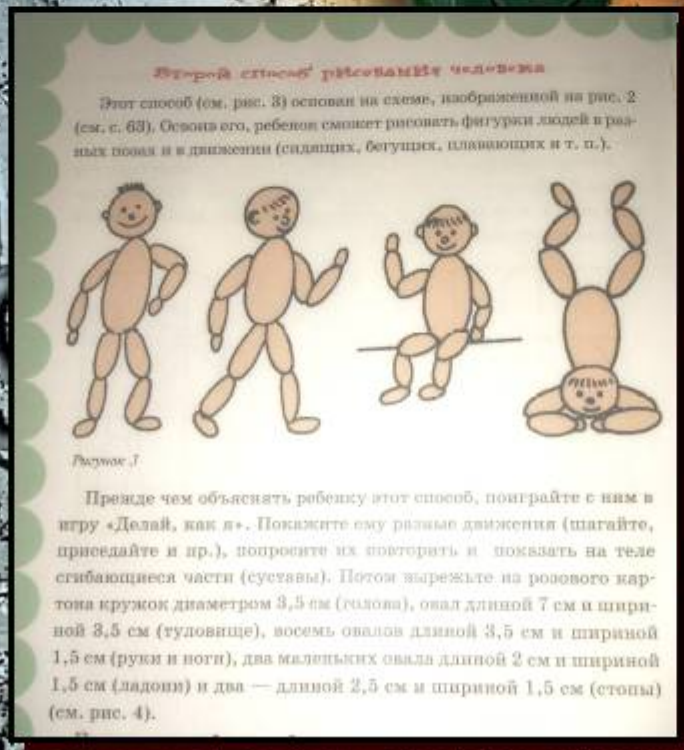 Второй способ рисования человека
Этот способ (см. рис. 3) основан на схеме, изображенной на рис. 2
(см. с. 63). Освоив его, ребенок сможет рисовать фигурки людей в раз-
ных позах и в движении (сидящих, бегущих, плавающих и т. п.).
Рисунок 3
Прежде чем объяснять ребенку этот способ, поиграйте с ним в
игру «Делай, как я». Покажите ему разные движения (шагайте,
приседайте и пр.), попросите их повторить и показать на теле
сгибающиеся части (суставы). Потом вырежьте из розового кар-
тона кружок диаметром 3,5 см (голова), овал длиной 7 см и шири-
ной 3,5 см (туловище), восемь овалов длиной 3,5 см и шириной
1,5 см (руки и ноги), два маленьких овала длиной 2 см и шириной
1,5 см (ладони) и два — длиной 2,5 см и шириной 1,5 см (стопы)
(см. рис. 4).